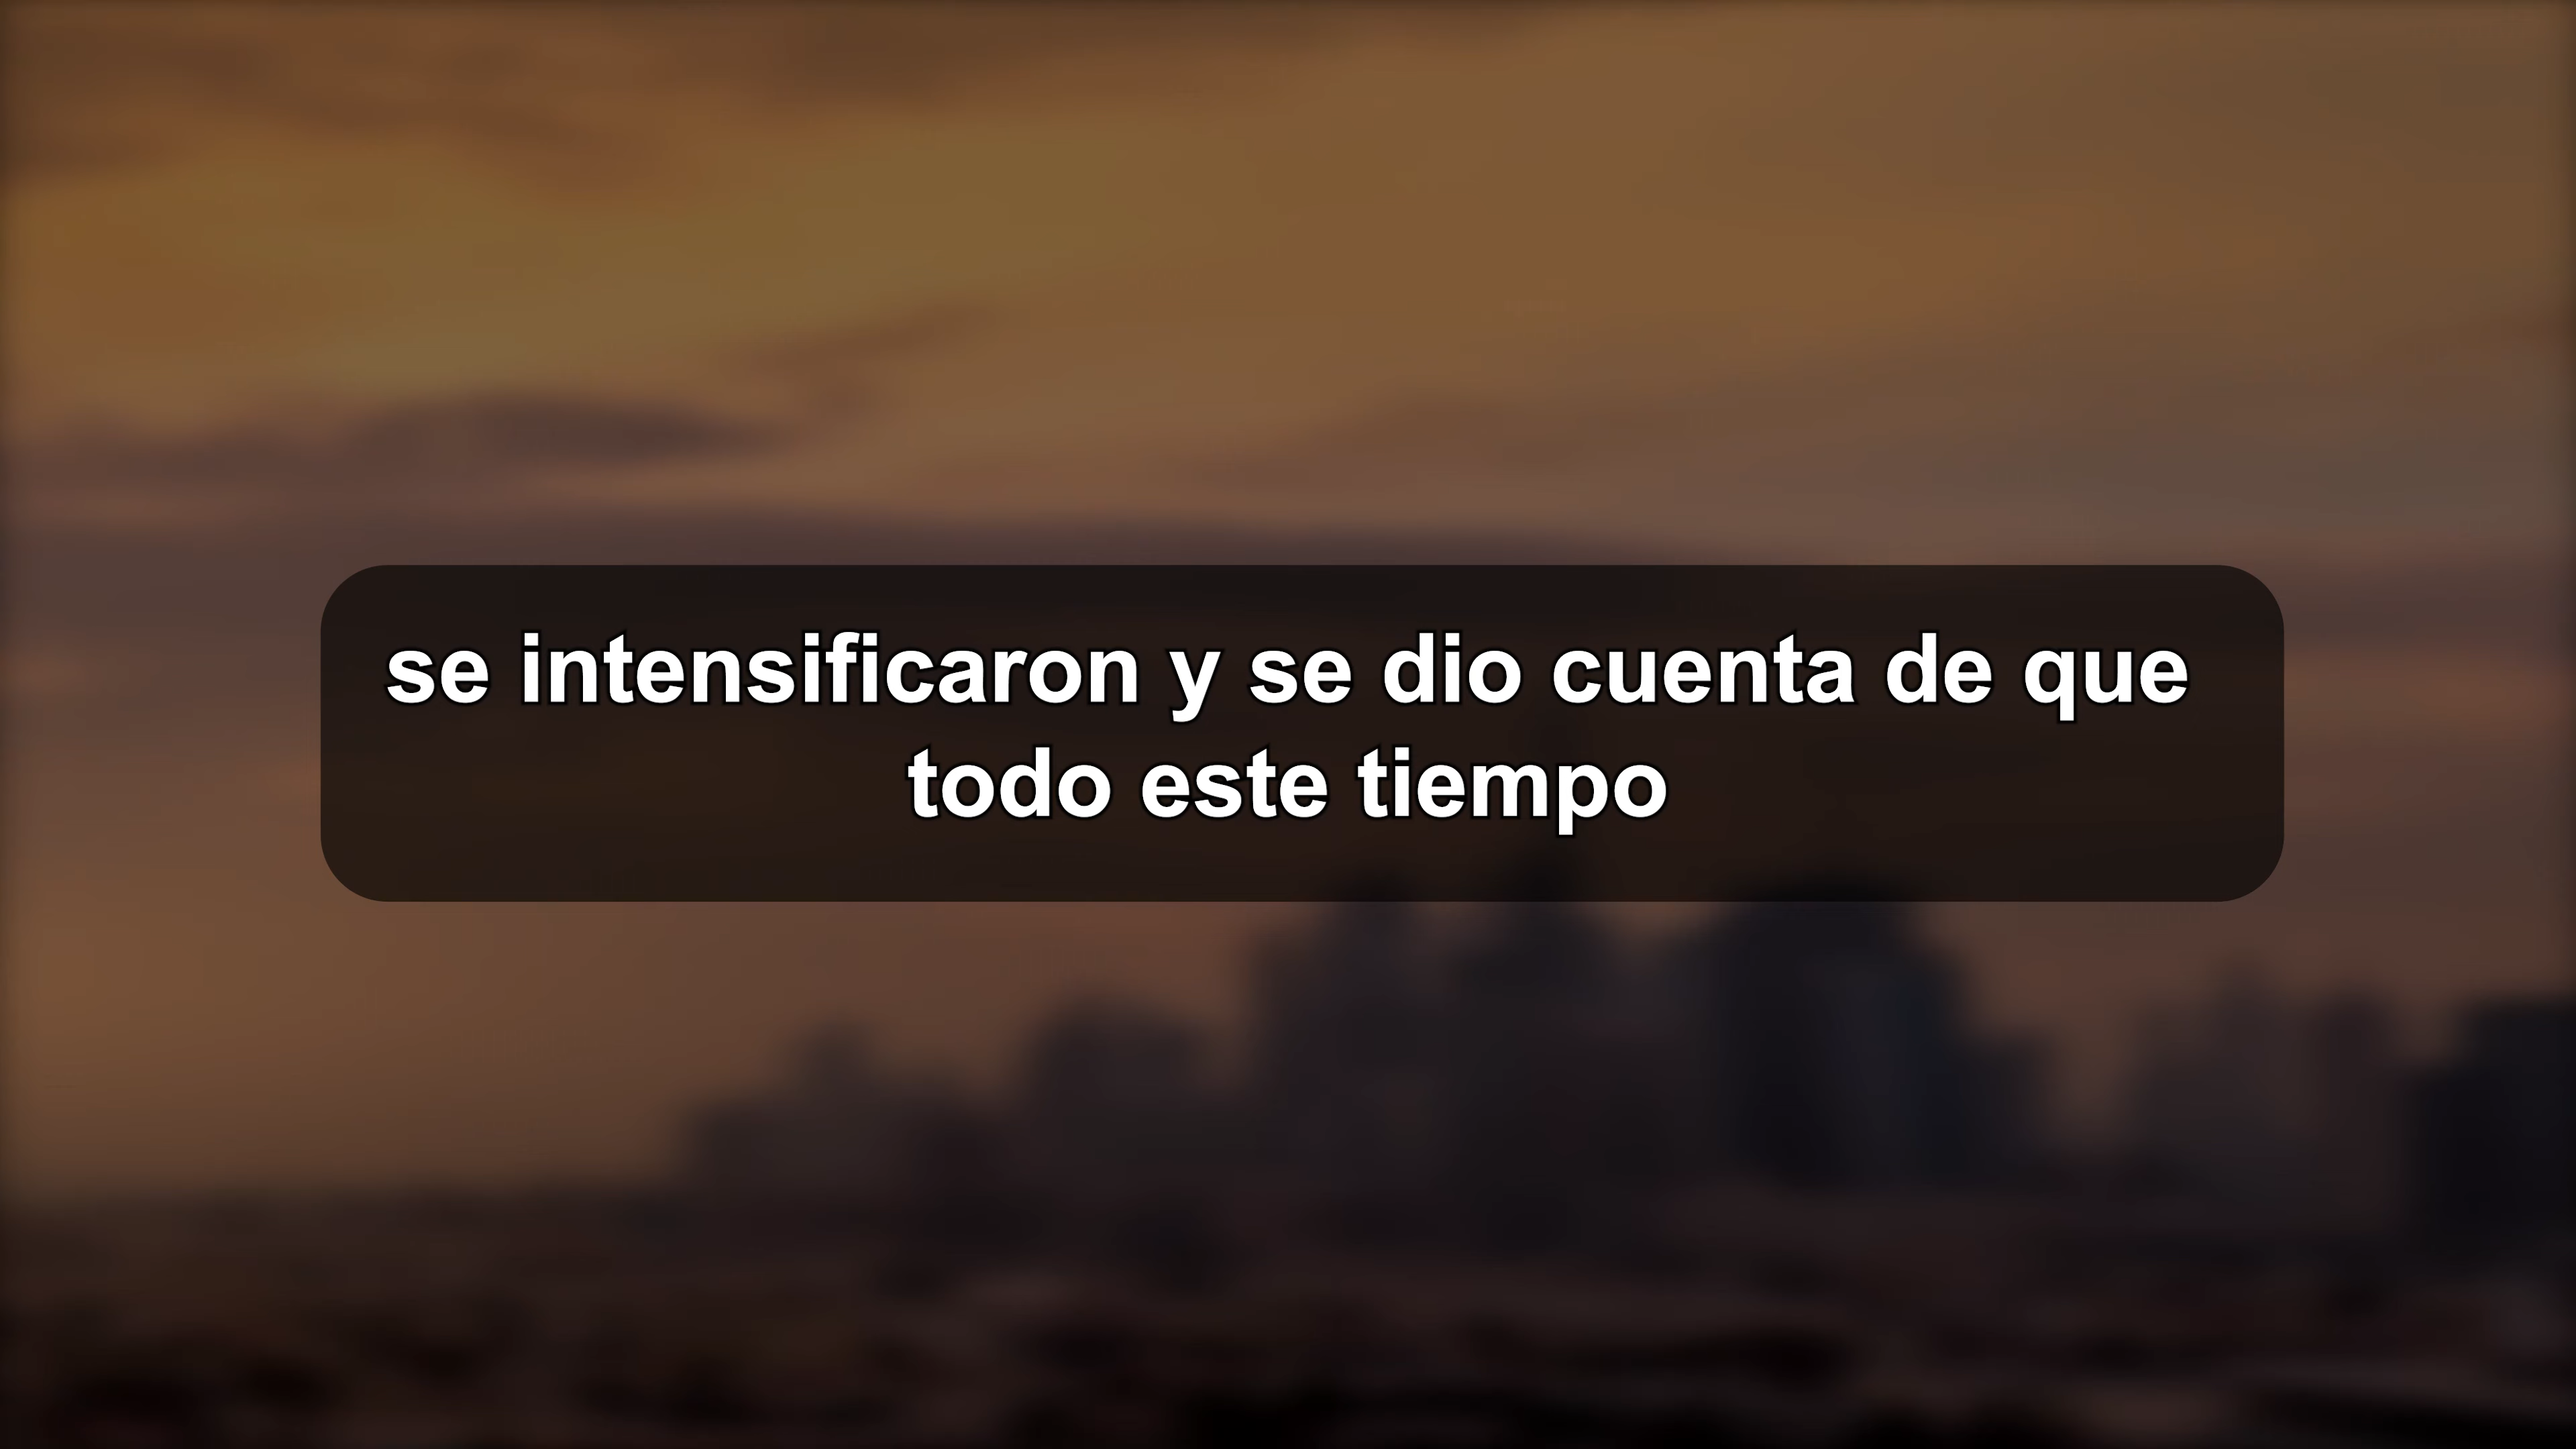 se intensificaron y se dio cuenta de que
todo este tiempo